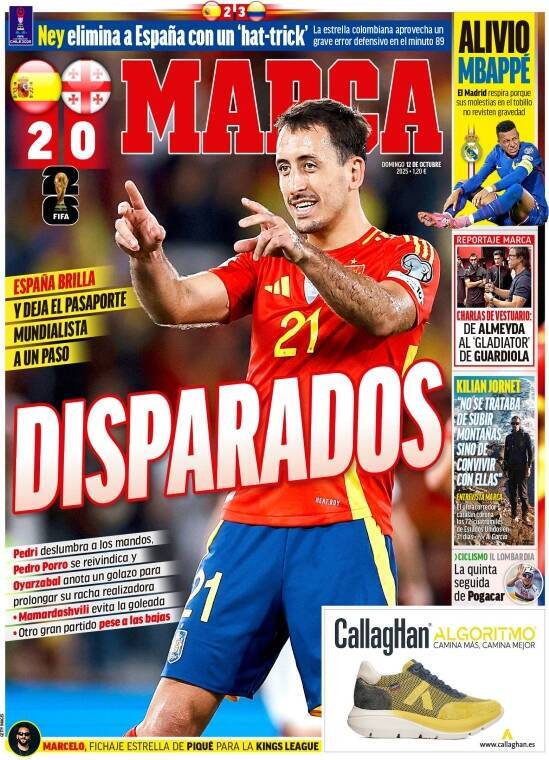 2 3
Ney elimina a España con un 'hat-trick'
La estrella colombiana aprovecha un
grave error defensivo en el minuto 89
ALIVIO
MBAPPÉ
El Madrid respira porque
sus molestias en el tobillo
no revisten gravedad
2 0
FIFA
MARCA
DOMINGO 12 DE OCTUBRE
2025 • 1,20 €
ESPAÑA BRILLA
Y DEJA EL PASAPORTE
MUNDIALISTA
A UN PASO
21
DISPARADOS
REPORTAJE MARCA
CHARLAS DE VESTUARIO:
DE ALMEYDA
AL 'GLADIATOR'
DE GUARDIOLA
KILIAN JORNET
"NO SE TRATABA
DE SUBIR
MONTAÑAS
SINO DE
CONVIVIR
CON ELLAS"
ENTREVISTA MARCA
CICLISMO IL LOMBARDIA
La quinta
seguida
de Pogacar
Pedri deslumbra a los mandos,
Pedro Porro se reivindica y
Oyarzabal anota un golazo para
prolongar su racha realizadora
• Mamardashvili evita la goleada
• Otro gran partido pese a las bajas
21
CallagHan® ALGORITMO
CAMINA MÁS, CAMINA MEJOR
www.callaghan.es
MARCELO, FICHAJE ESTRELLA DE PIQUÉ PARA LA KINGS LEAGUE